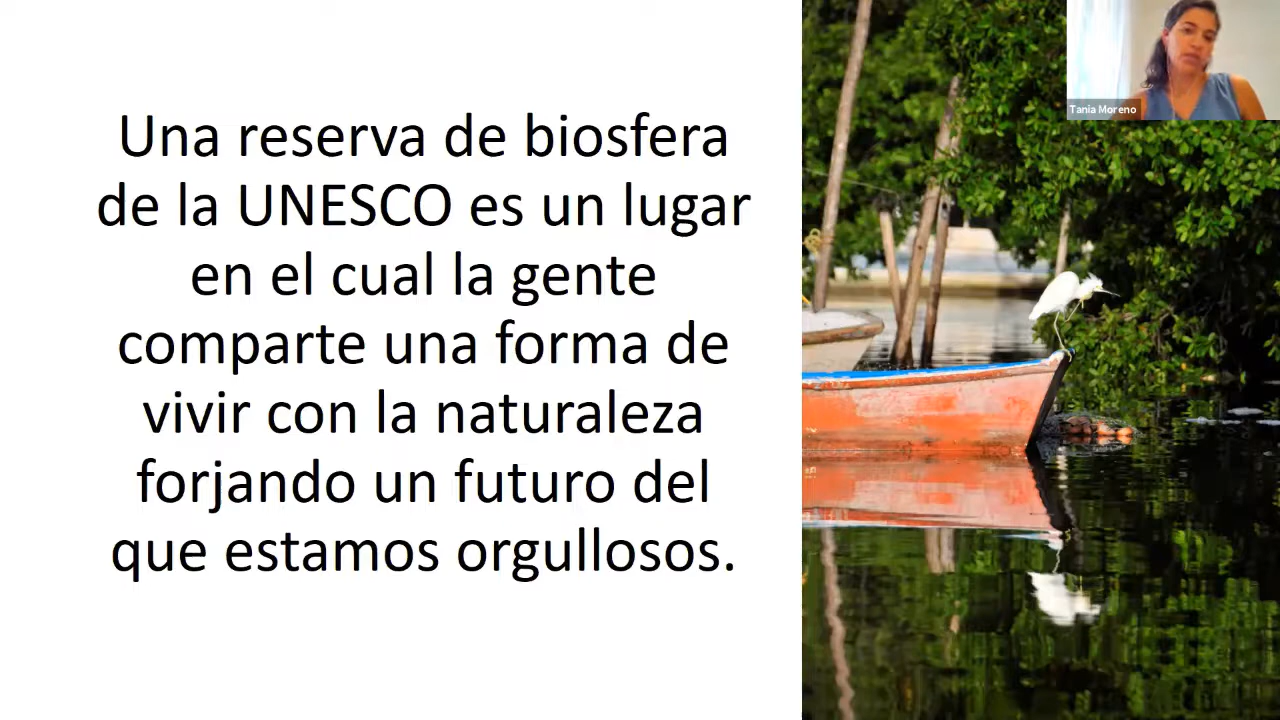 Una reserva de biosfera
de la UNESCO es un lugar
en el cual la gente
comparte una forma de
vivir con la naturaleza
forjando un futuro del
que estamos orgullosos.
Tania Moreno